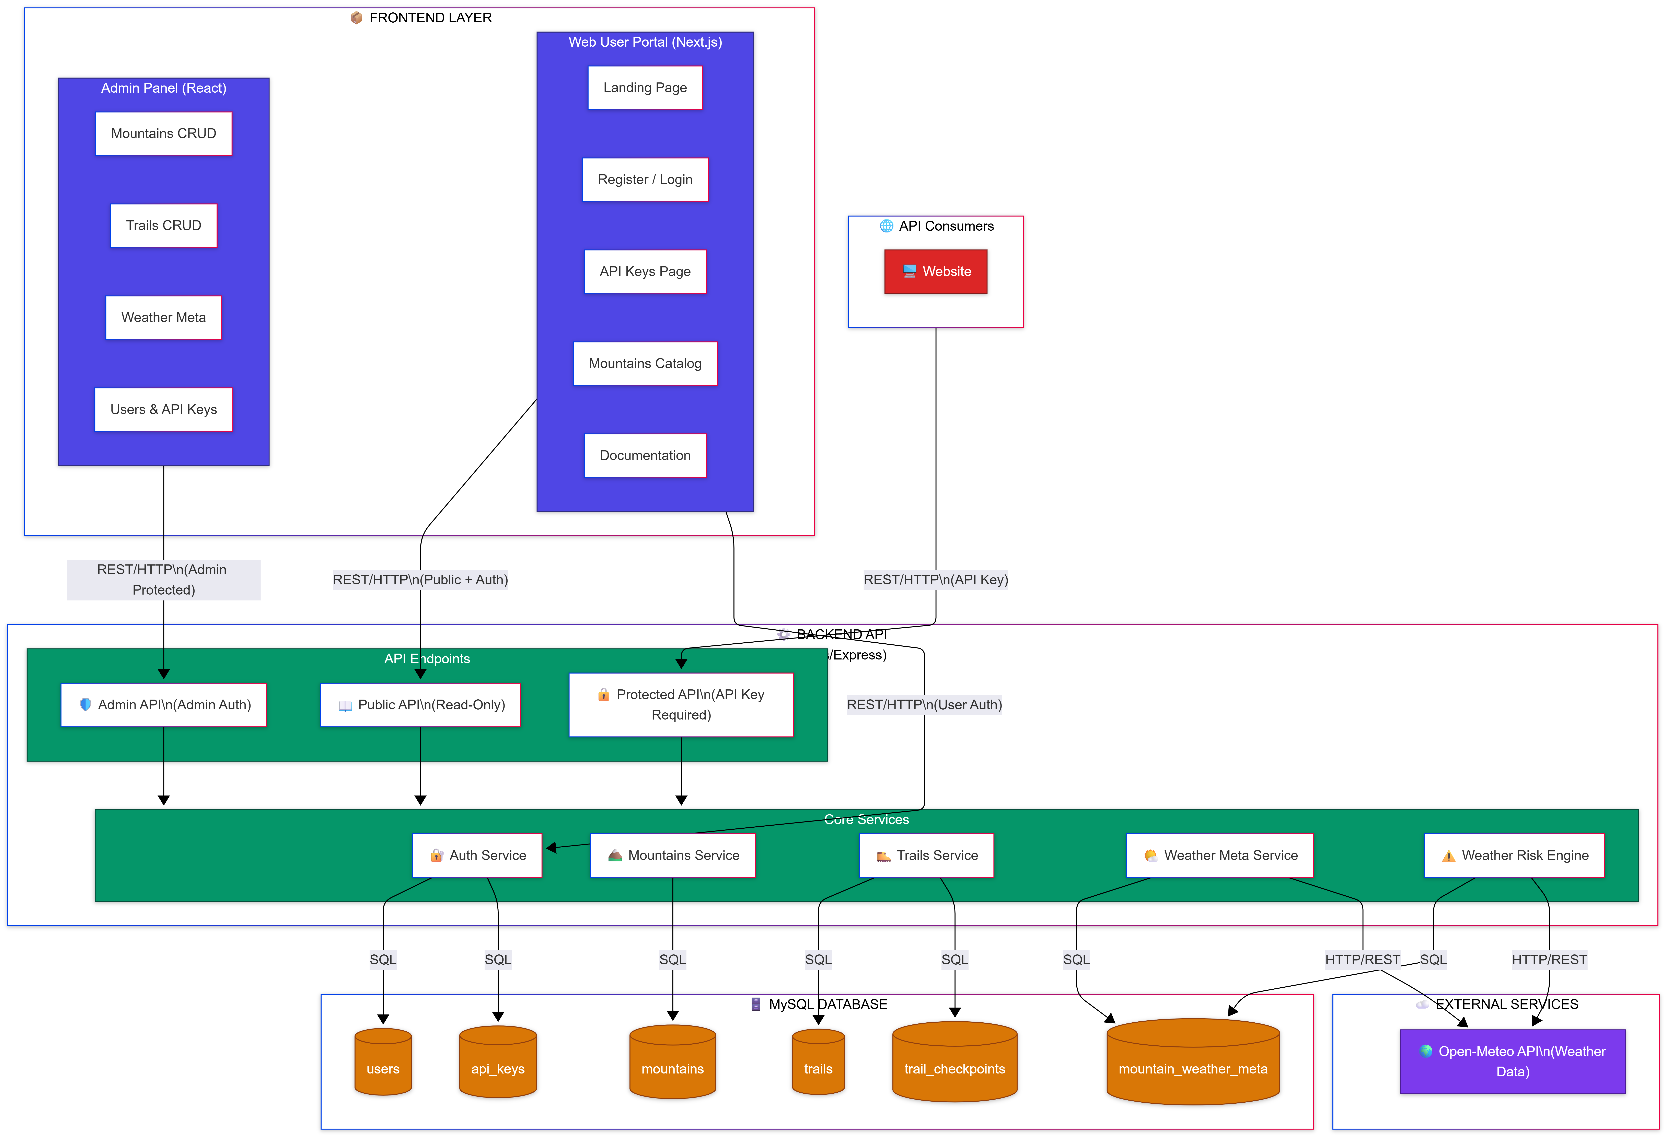 FRONTEND LAYER
Web User Portal (Next.js)
Landing Page
Register / Login
API Keys Page
Mountains Catalog
Documentation
Admin Panel (React)
Mountains CRUD
Trails CRUD
Weather Meta
Users & API Keys
API Consumers
Website
REST/HTTP\n(Admin
Protected)
REST/HTTP\n(Public + Auth)
REST/HTTP\n(API Key)
BACKEND API
/Express)
API Endpoints
Admin API\n(Admin Auth)
Public API\n(Read-Only)
Protected API\n(API Key
Required)
REST/HTTP\n(User Auth)
Core Services
Auth Service
Mountains Service
Trails Service
Weather Meta Service
Weather Risk Engine
SQL
SQL
SQL
SQL
SQL
SQL
HTTP/REST
SQL
HTTP/REST
MySQL DATABASE
users
api_keys
mountains
trails
trail_checkpoints
mountain_weather_meta
EXTERNAL SERVICES
Open-Meteo API\n(Weather
Data)